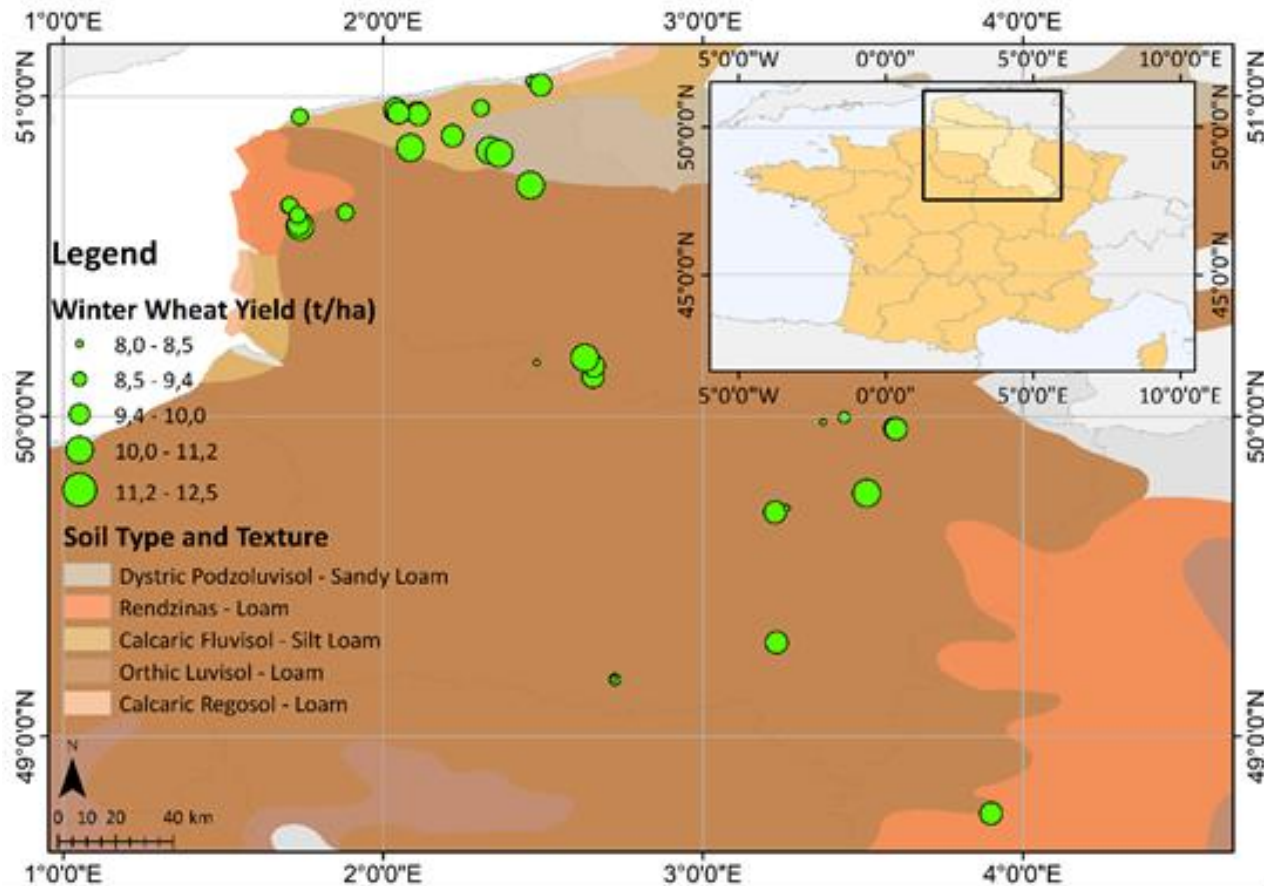 1°0'0"E 2°0'0"E 3°0'0"E 4°0'0"E
51°0'0"N
50°0'0"N
49°0'0"N
51°0'0"N
50°0'0"N
49°0'0"N
5°0'0"W 0°0'0" 5°0'0"E 10°0'0"E
50°0'0"N
45°0'0"N
50°0'0"N
45°0'0"N
5°0'0"W 0°0'0" 5°0'0"E 10°0'0"E
Legend
Winter Wheat Yield (t/ha)
8,0 - 8,5
8,5 - 9,4
9,4 - 10,0
10,0 - 11,2
11,2 - 12,5
Soil Type and Texture
Dystric Podzoluvisol - Sandy Loam
Rendzinas - Loam
Calcaric Fluvisol - Silt Loam
Orthic Luvisol - Loam
Calcaric Regosol - Loam
N
0 10 20 40 km
1°0'0"E 2°0'0"E 3°0'0"E 4°0'0"E